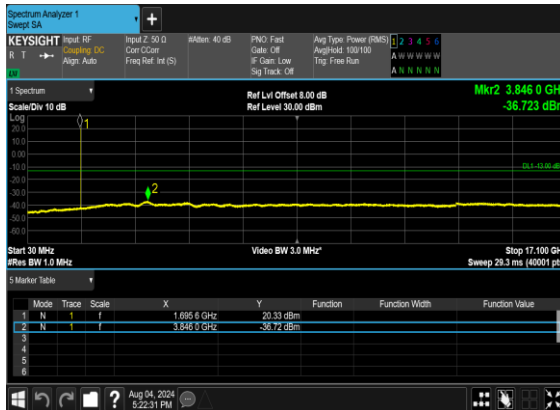 Spectrum Analyzer 1
Swept SA
+
KEYSIGHT Input: RF Input Z: 50 Ω #Atten: 40 dB PNO: Fast Avg Type: Power (RMS) 1 2 3 4 5 6
R T Coupling: DC Corr CCorr Gate: Off Avg|Hold: 100/100 A W W W W W
Align: Auto Freq Ref: Int (S) IF Gain: Low Trig: Free Run
Sig Track: Off A N N N N N
1 Spectrum
Scale/Div 10 dB
Ref Lvl Offset 8.00 dB
Ref Level 30.00 dBm
Mkr2 3.846 0 GHz
-36.723 dBm
Log
1
20.0
10.0
0.00
-10.0
DL1 -13.00 dB
-20.0
-30.0
2
-40.0
-50.0
-60.0
Start 30 MHz Video BW 3.0 MHz* Stop 17.100 GH
#Res BW 1.0 MHz Sweep 29.3 ms (40001 pt
5 Marker Table
Mode Trace Scale X Y Function Function Width Function Value
1 N 1 f 1.695 6 GHz 20.33 dBm
2 N 1 f 3.846 0 GHz -36.72 dBm
3
4
5
6
? Aug 04, 2024
5:22:31 PM